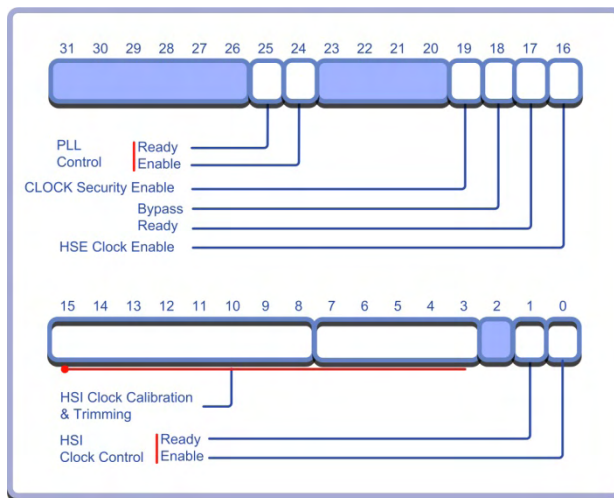 31 30 29 28 27 26 25 24 23 22 21 20 19 18 17 16
PLL Control Ready
Enable
CLOCK Security Enable
Bypass
Ready
HSE Clock Enable
15 14 13 12 11 10 9 8 7 6 5 4 3 2 1 0
HSI Clock Calibration
& Trimming
HSI Ready
Clock Control Enable